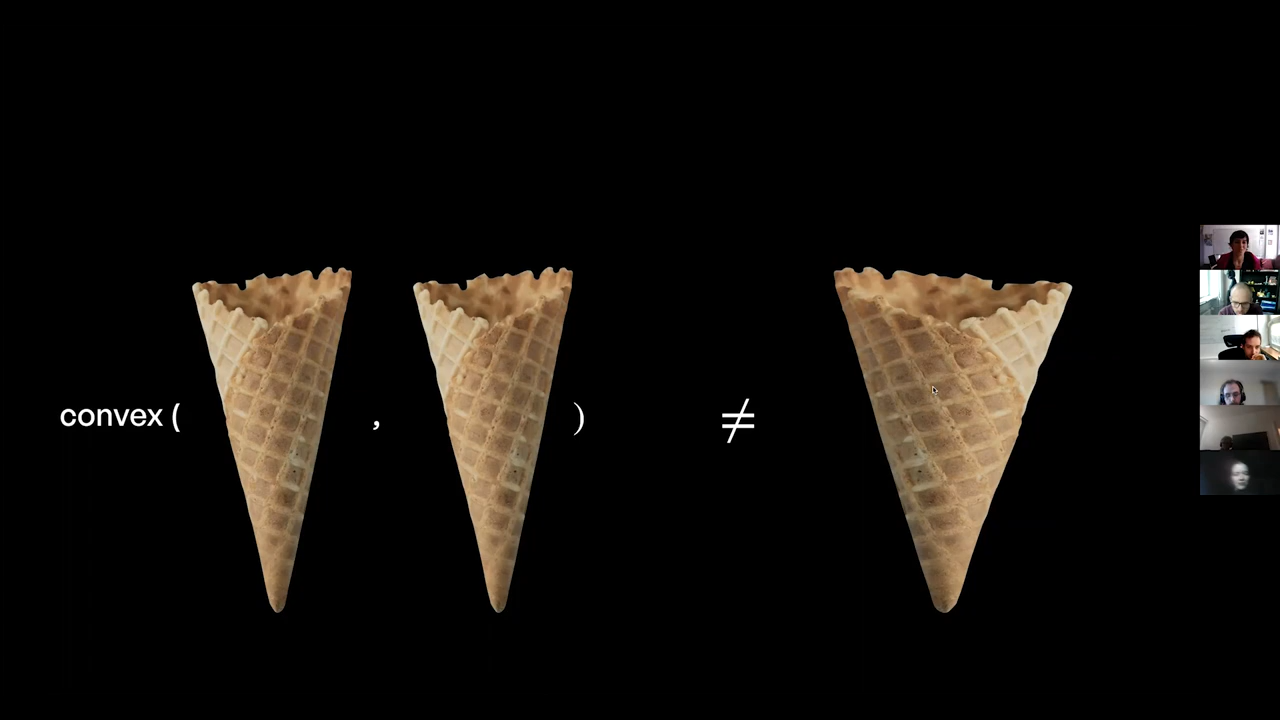 convex ( , ) ≠